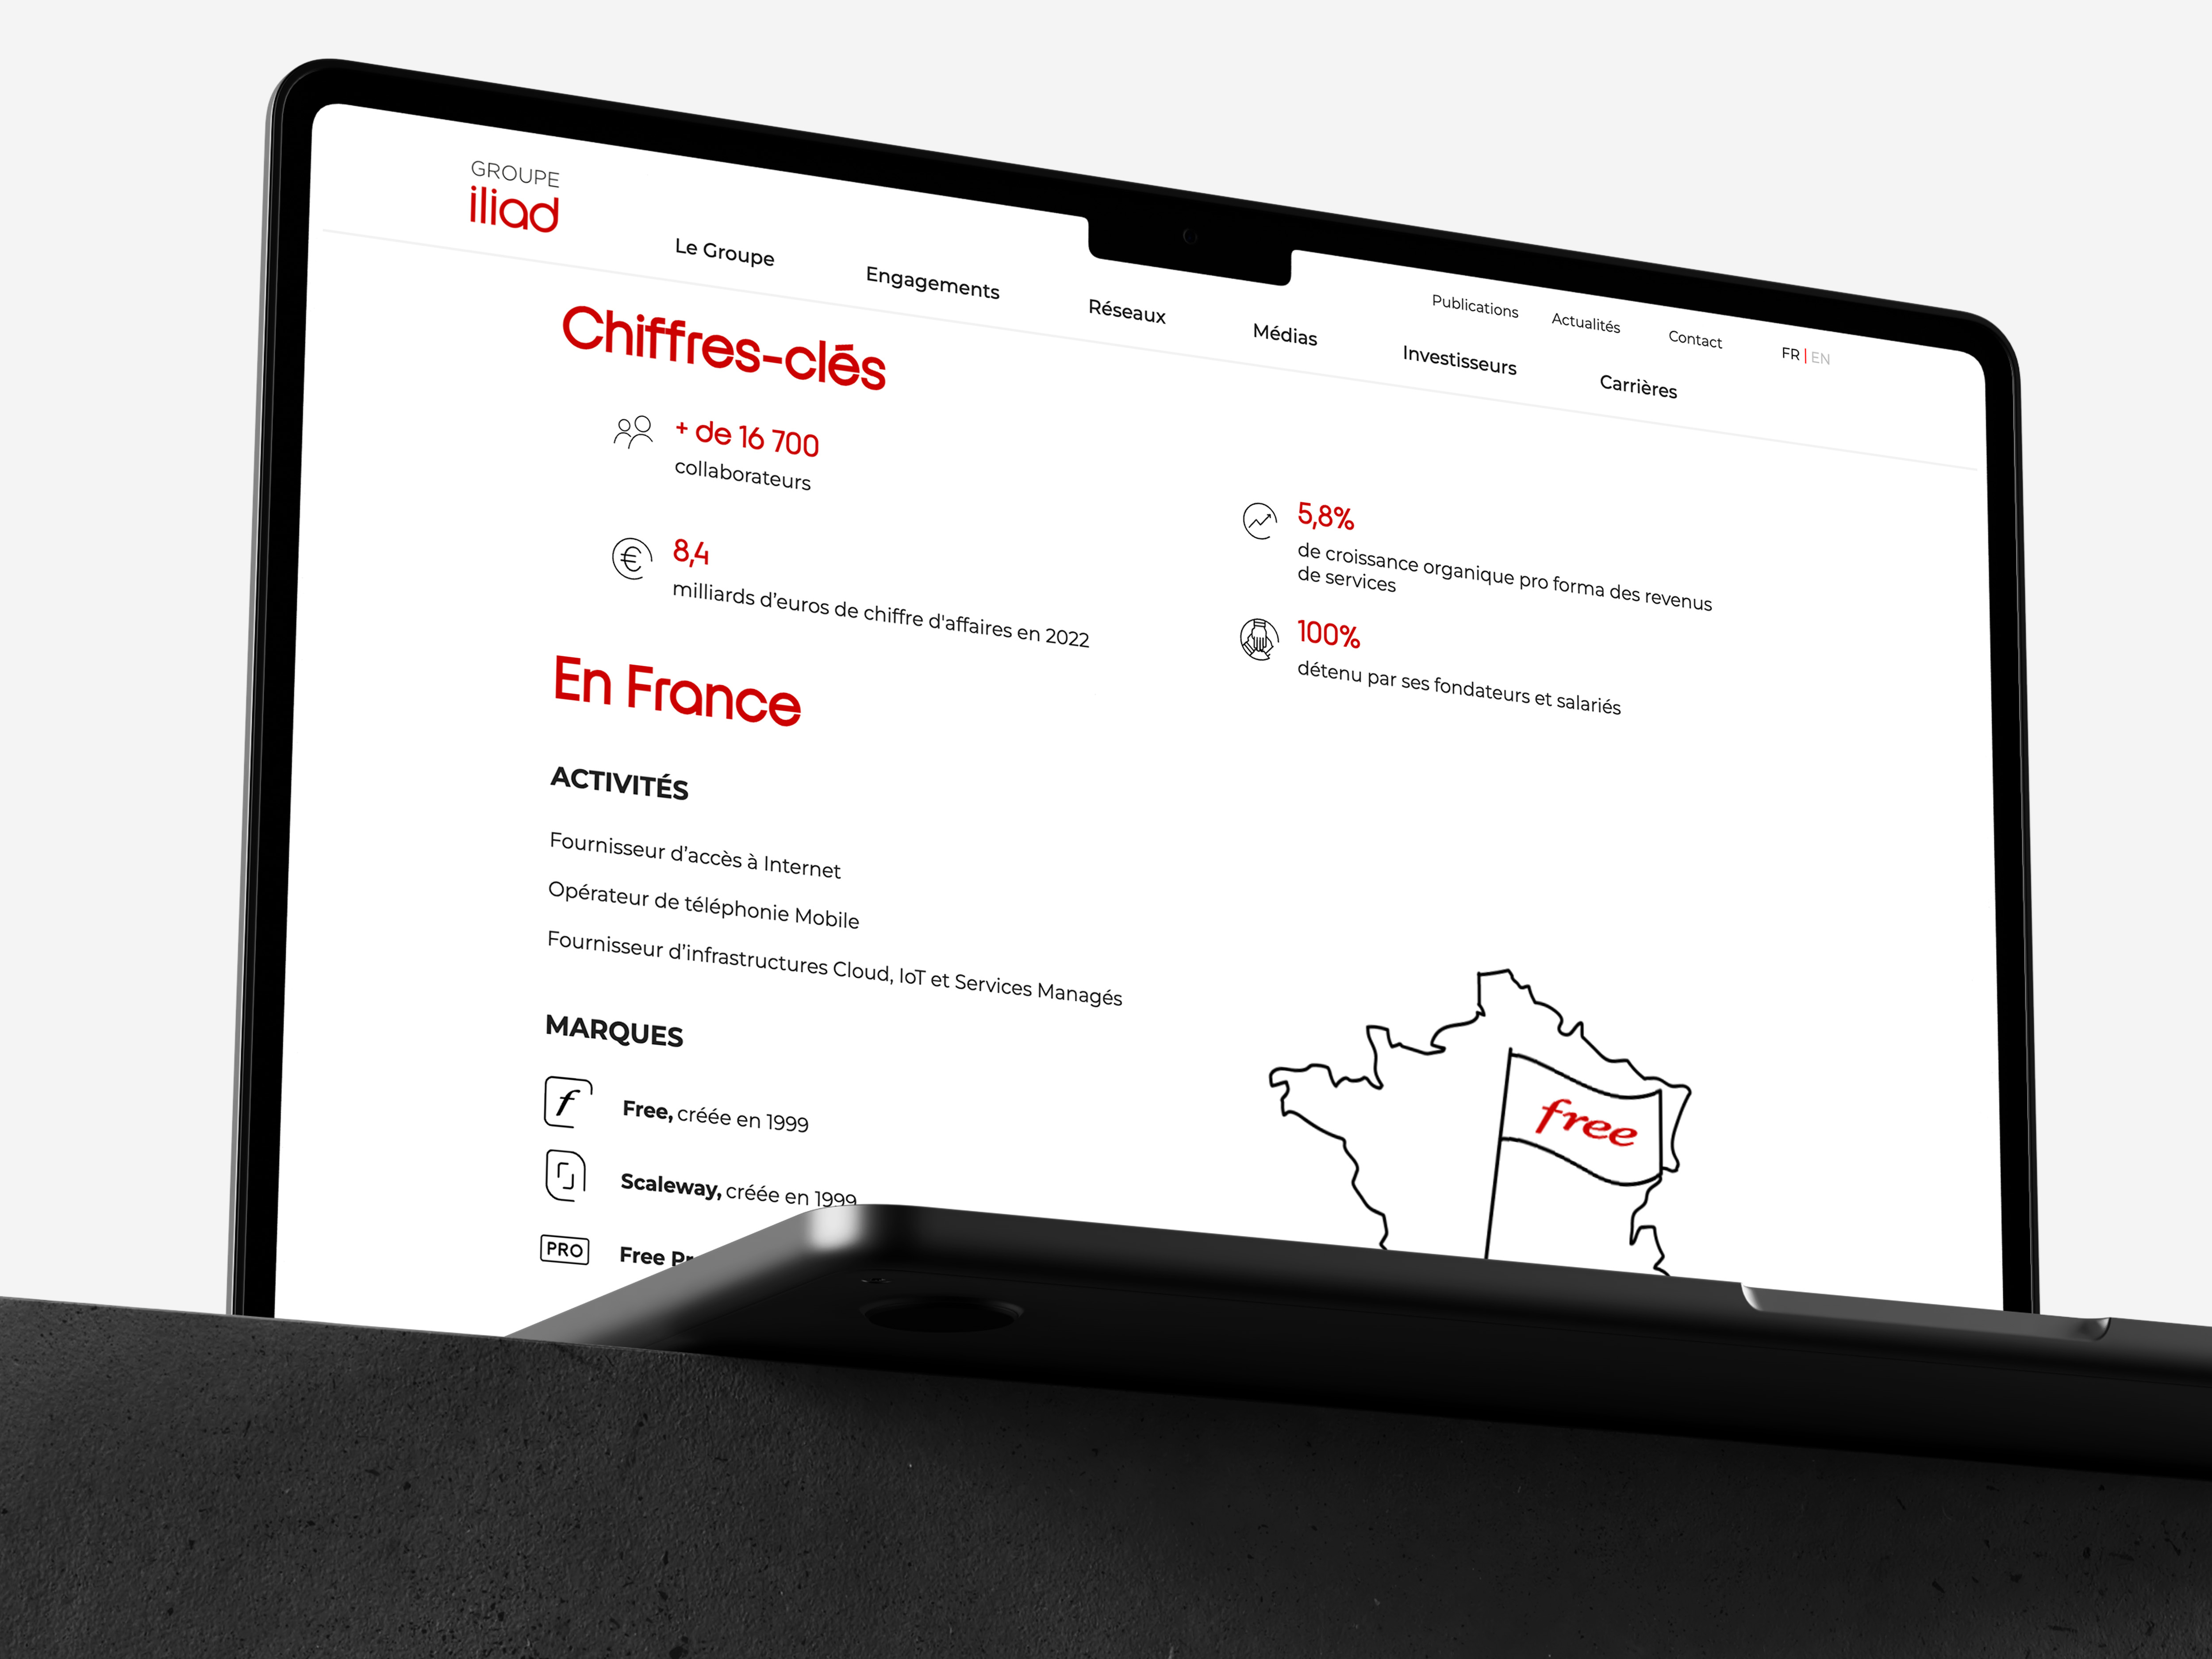 GROUPE
iliad
Le Groupe
Engagements
Réseaux
Médias
Investisseurs
Carrières
Publications
Actualités
Contact
FR | EN
Chiffres-clés
+ de 16 700
collaborateurs
8,4
milliards d’euros de chiffre d'affaires en 2022
5,8%
de croissance organique pro forma des revenus
de services
100%
détenu par ses fondateurs et salariés
En France
ACTIVITÉS
Fournisseur d’accès à Internet
Opérateur de téléphonie Mobile
Fournisseur d’infrastructures Cloud, IoT et Services Managés
MARQUES
f
Free, créée en 1999
Scaleway, créée en 1999
PRO
Free
free